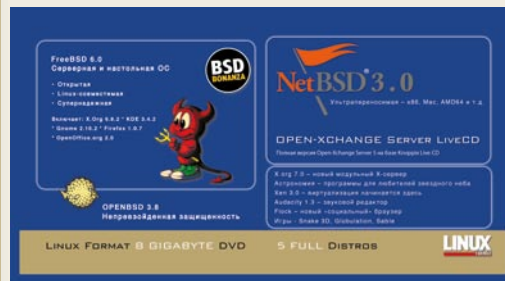 FreeBSD 6.0
Серверная и настольная ОС
· Открытая
· Linux-совместимая
· Супернадежная
Включает: X.Org 6.8.2 * KDE 3.4.2
* Gnome 2.10.2 * Firefox 1.0.7
* OpenOffice.org 2.0
BSD
BONANZA
OPENBSD 3.8
Непревзойденная защищенность
NetBSD® 3.0
Ультрапереносимая – x86, Mac, AMD64 и т.д.
OPEN-XCHANGE SERVER LIVECD
Полная версия Open-Xchange Server 5 на базе Knoppix Live CD
X.org 7.0 – новый модульный X-сервер
Астрономия – программы для любителей звездного неба
Xen 3.0 – виртуализация начинается здесь
Audacity 1.3 – звуковой редактор
Flock – новый «социальный» браузер
Игры - Snake 3D, Globulation, Sable
LINUX FORMAT 8 GIGABYTE DVD 5 FULL DISTROS
LINUX